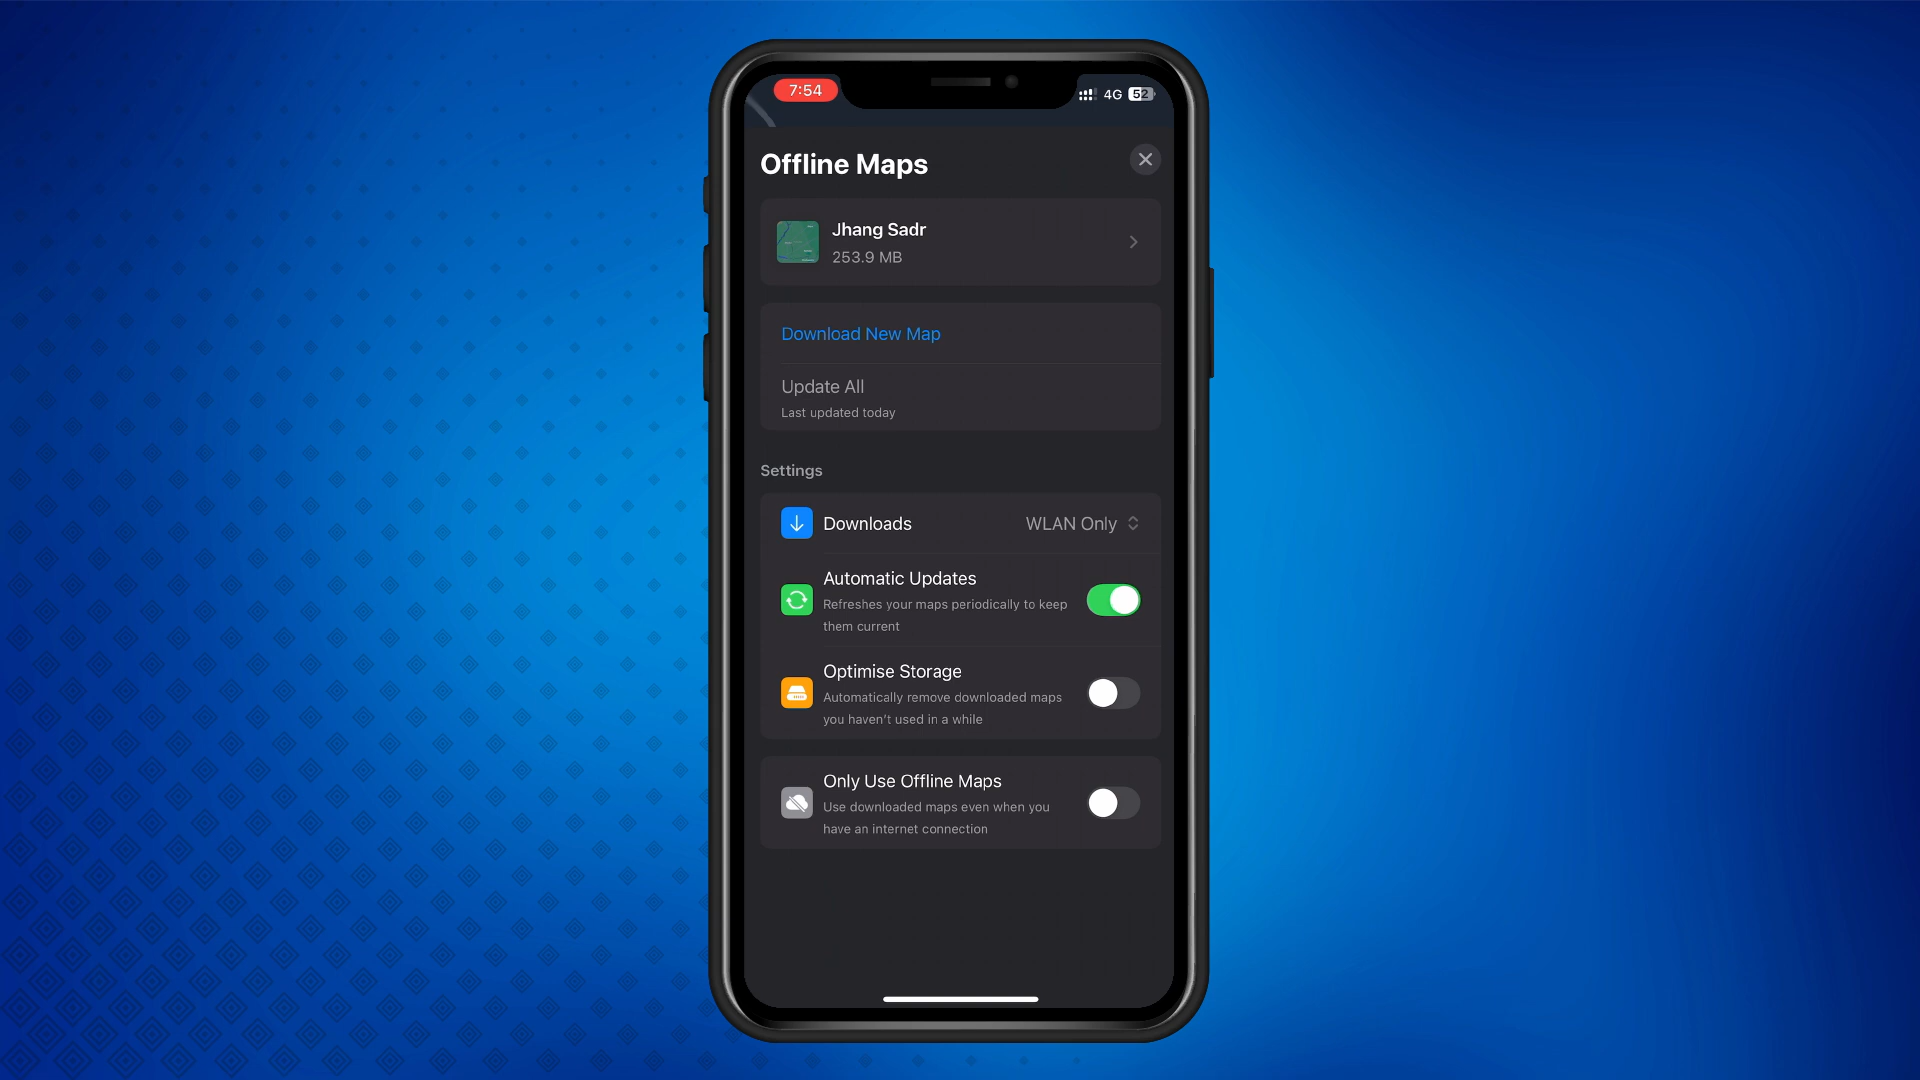 7:54
4G 52
Offline Maps
Jhang Sadr
253.9 MB
Download New Map
Update All
Last updated today
Settings
Downloads WLAN Only
Automatic Updates
Refreshes your maps periodically to keep
them current
Optimise Storage
Automatically remove downloaded maps
you haven't used in a while
Only Use Offline Maps
Use downloaded maps even when you
have an internet connection